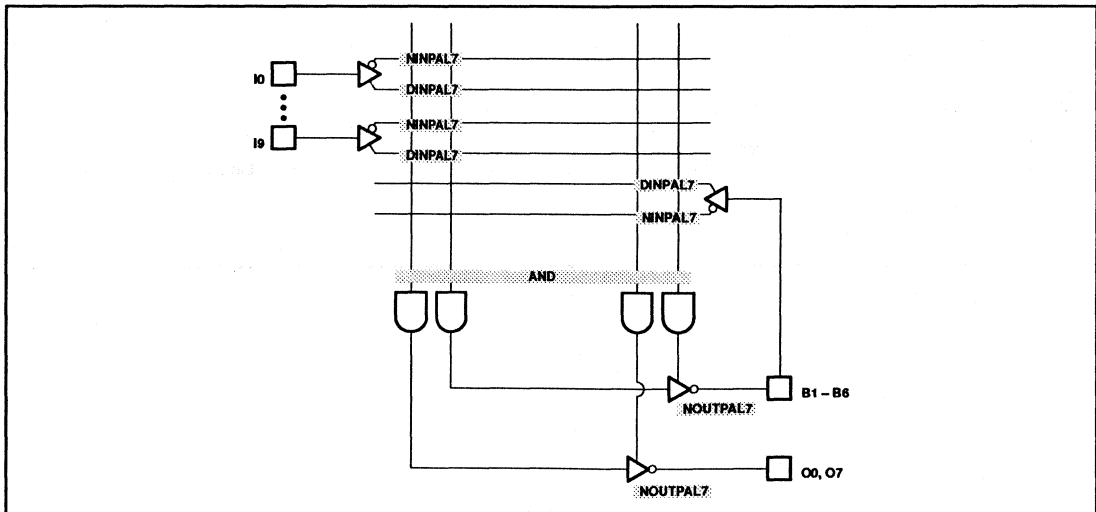 NINPAL7
I0
DINPAL7
NINPAL7
I9
DINPAL7
DINPAL7
NINPAL7
AND
B1 – B6
NOUTPAL7
O0, O7
NOUTPAL7